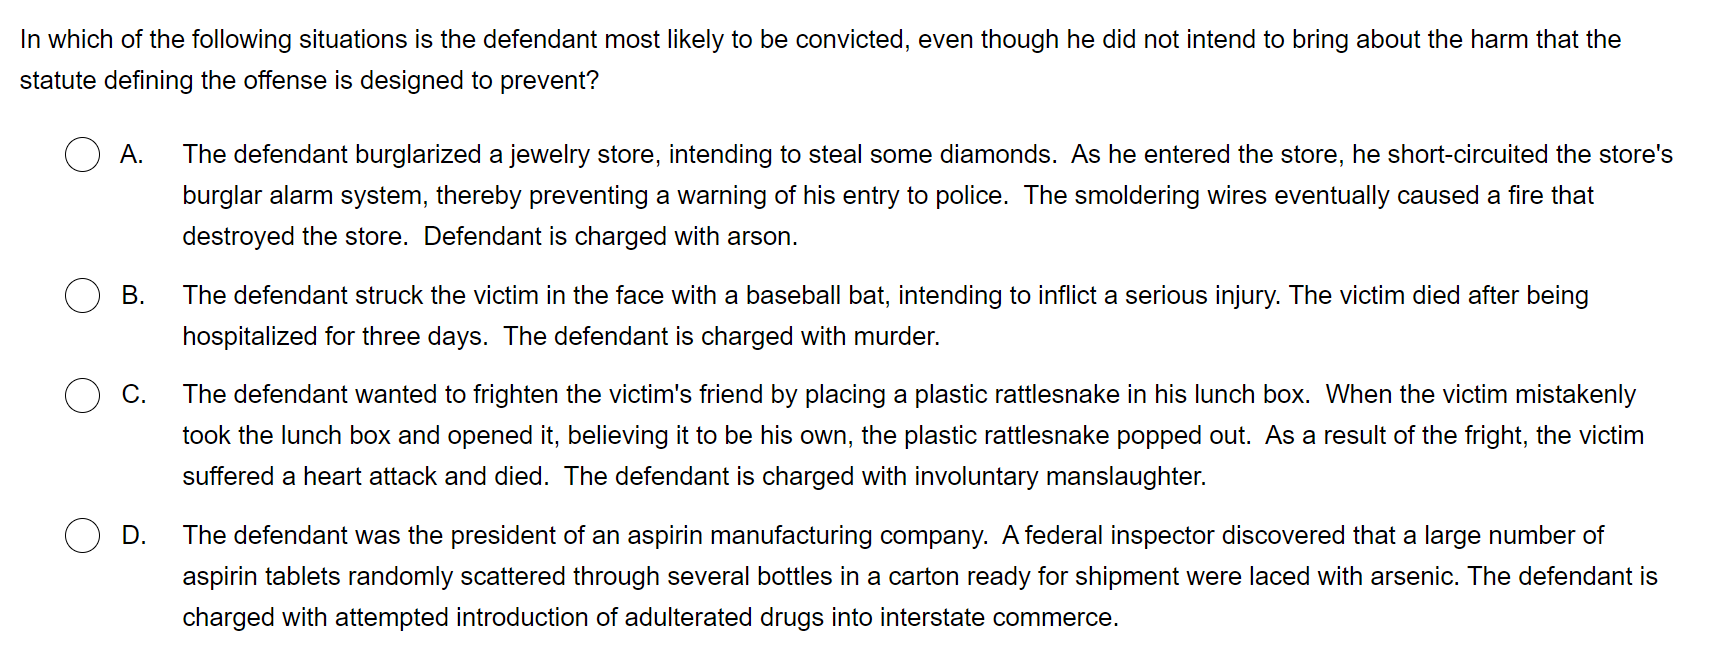 In which of the following situations is the defendant most likely to be convicted, even though he did not intend to bring about the harm that the
statute defining the offense is designed to prevent?
A. The defendant burglarized a jewelry store, intending to steal some diamonds. As he entered the store, he short-circuited the store's
burglar alarm system, thereby preventing a warning of his entry to police. The smoldering wires eventually caused a fire that
destroyed the store. Defendant is charged with arson.
B. The defendant struck the victim in the face with a baseball bat, intending to inflict a serious injury. The victim died after being
hospitalized for three days. The defendant is charged with murder.
C. The defendant wanted to frighten the victim's friend by placing a plastic rattlesnake in his lunch box. When the victim mistakenly
took the lunch box and opened it, believing it to be his own, the plastic rattlesnake popped out. As a result of the fright, the victim
suffered a heart attack and died. The defendant is charged with involuntary manslaughter.
D. The defendant was the president of an aspirin manufacturing company. A federal inspector discovered that a large number of
aspirin tablets randomly scattered through several bottles in a carton ready for shipment were laced with arsenic. The defendant is
charged with attempted introduction of adulterated drugs into interstate commerce.